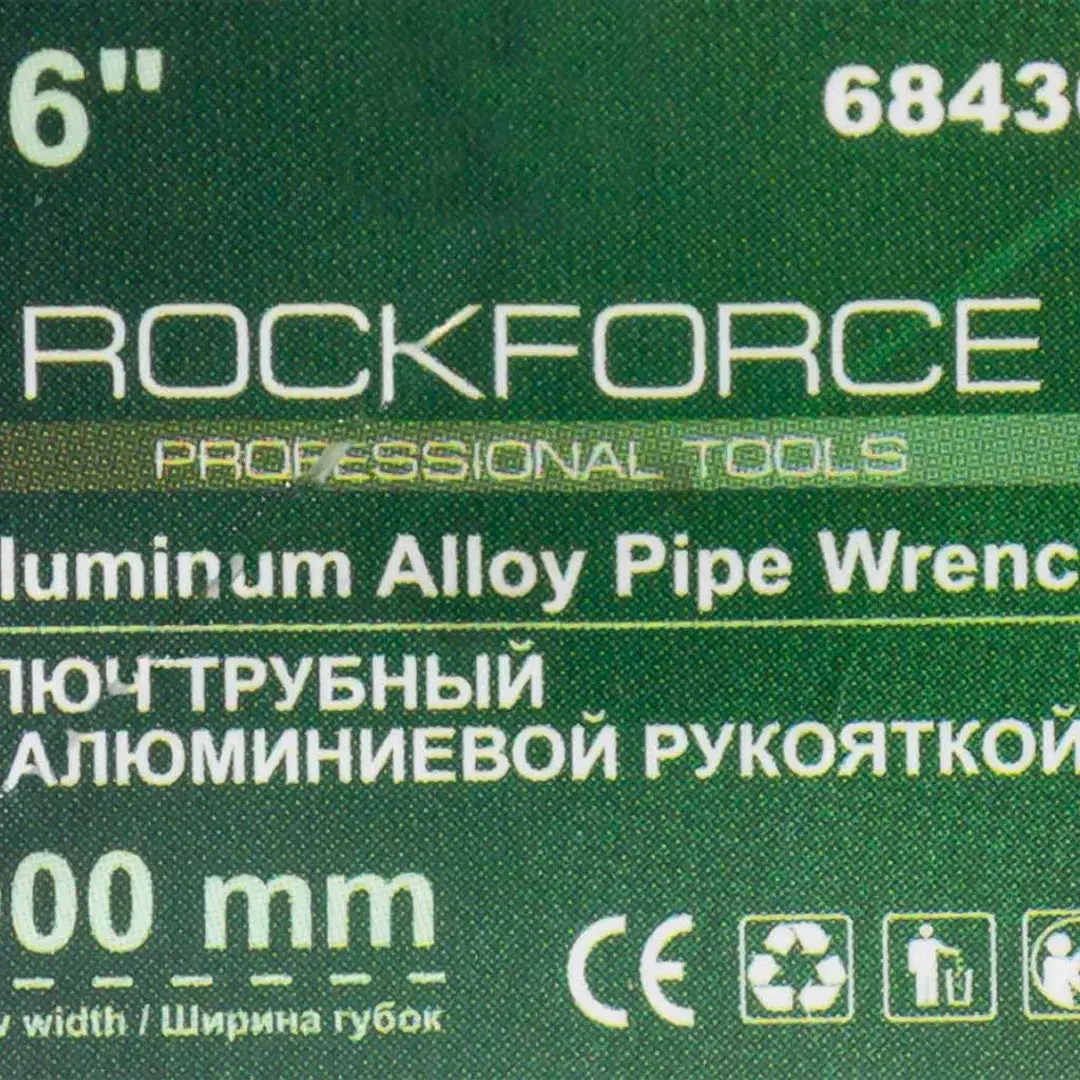 6" 6843
ROCKFORCE
PROFESSIONAL TOOLS
luminum Alloy Pipe Wrenc
ЛЮЧ ТРУБНЫЙ
АЛЮМИНИЕВОЙ РУКОЯТКОЙ
00 mm
width / Ширина губок
CE